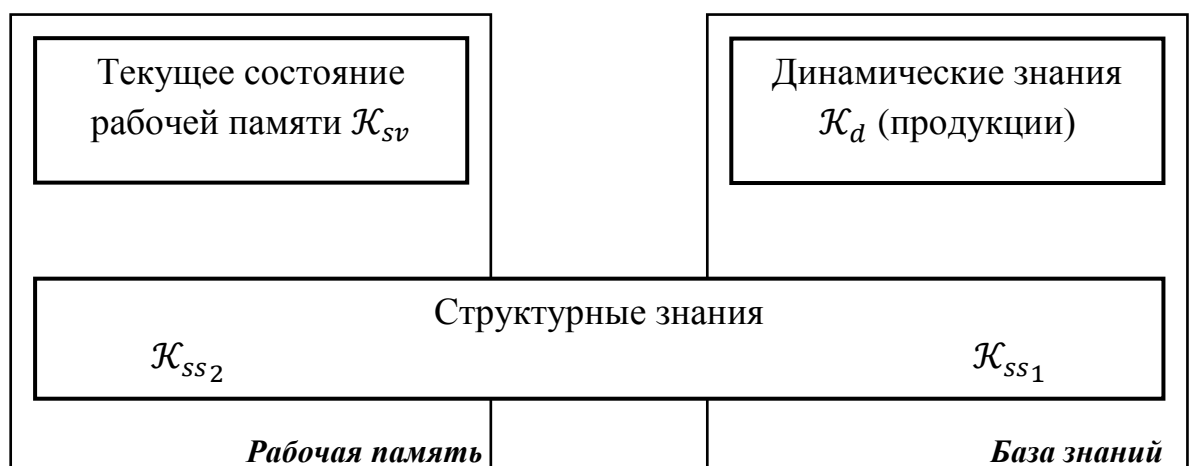 Текущее состояние
рабочей памяти 𝒦sv
Динамические знания
𝒦d (продукции)
Структурные знания
𝒦ss2
𝒦ss1
Рабочая память
База знаний